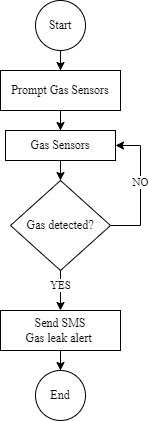 Start
Prompt Gas Sensors
Gas Sensors
NO
Gas detected?
YES
Send SMS
Gas leak alert
End